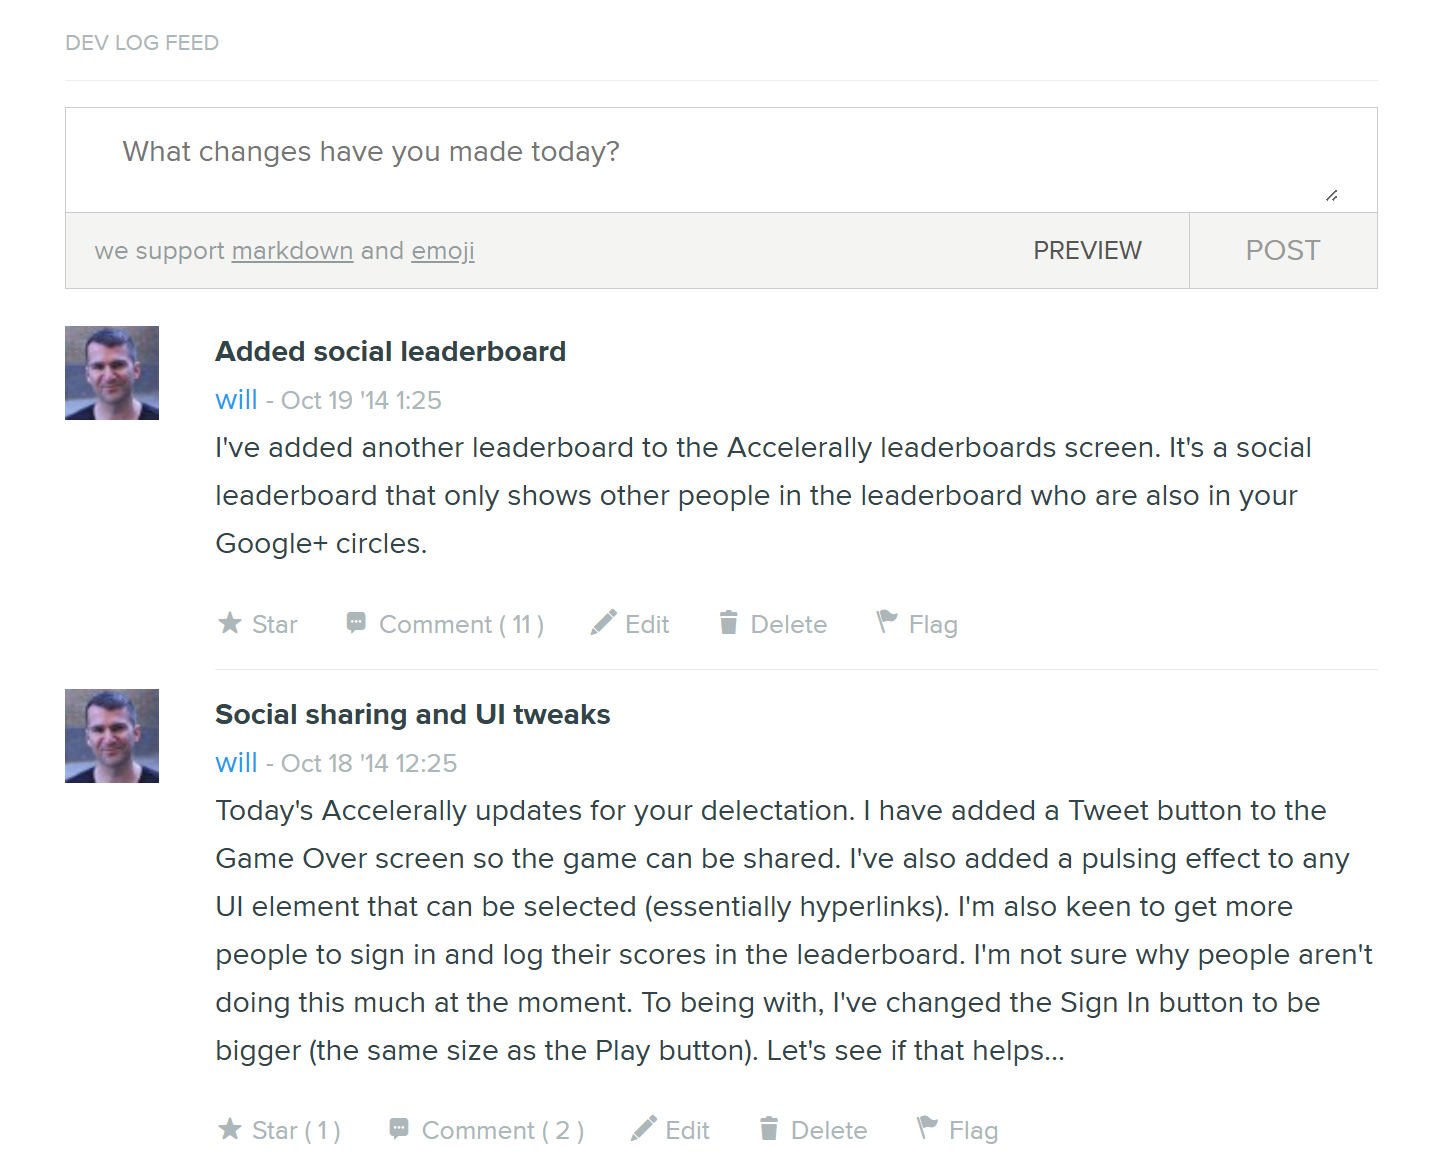 DEV LOG FEED
What changes have you made today?
we support markdown and emoji
PREVIEW
POST
Added social leaderboard
will - Oct 19 '14 1:25
I've added another leaderboard to the Accelerally leaderboards screen. It's a social
leaderboard that only shows other people in the leaderboard who are also in your
Google+ circles.
Star Comment ( 11 ) Edit Delete Flag
Social sharing and UI tweaks
will - Oct 18 '14 12:25
Today's Accelerally updates for your delectation. I have added a Tweet button to the
Game Over screen so the game can be shared. I've also added a pulsing effect to any
UI element that can be selected (essentially hyperlinks). I'm also keen to get more
people to sign in and log their scores in the leaderboard. I'm not sure why people aren't
doing this much at the moment. To being with, I've changed the Sign In button to be
bigger (the same size as the Play button). Let's see if that helps...
Star ( 1 ) Comment ( 2 ) Edit Delete Flag